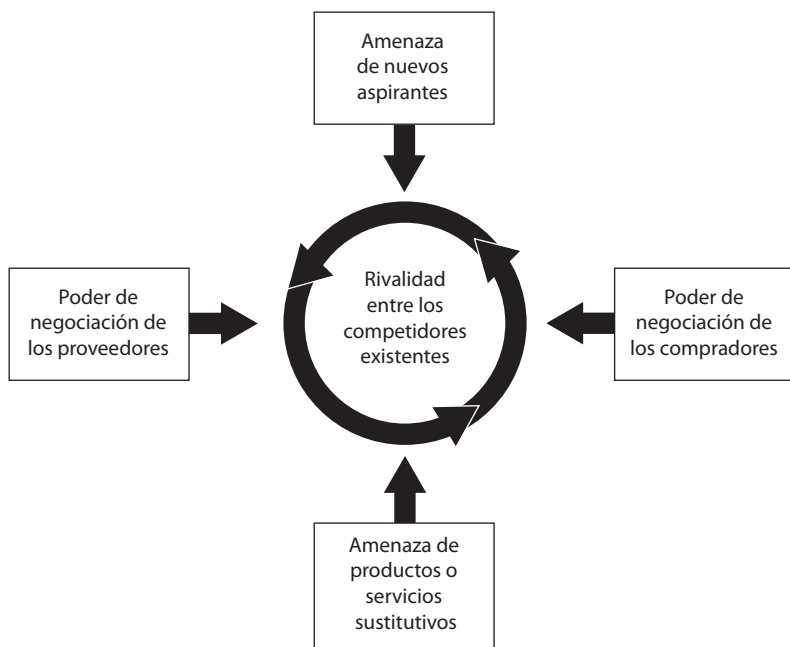 Amenaza
de nuevos
aspirantes
Poder de
negociación de
los proveedores
Rivalidad
entre los
competidores
existentes
Poder de
negociación de
los compradores
Amenaza de
productos o
servicios
sustitutivos